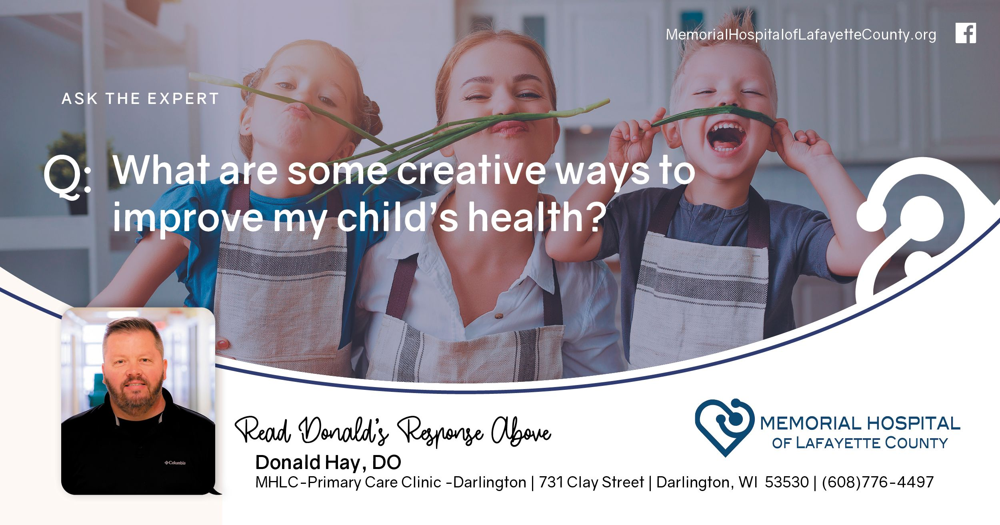 MemorialHospitalofLafayetteCounty.org
ASK THE EXPERT
Q: What are some creative ways to
improve my child's health?
Columbia
Read Donald's Response Above
Donald Hay, DO
MHLC-Primary Care Clinic -Darlington | 731 Clay Street | Darlington, WI 53530 | (608)776-4497
MEMORIAL HOSPITAL
OF LAFAYETTE COUNTY